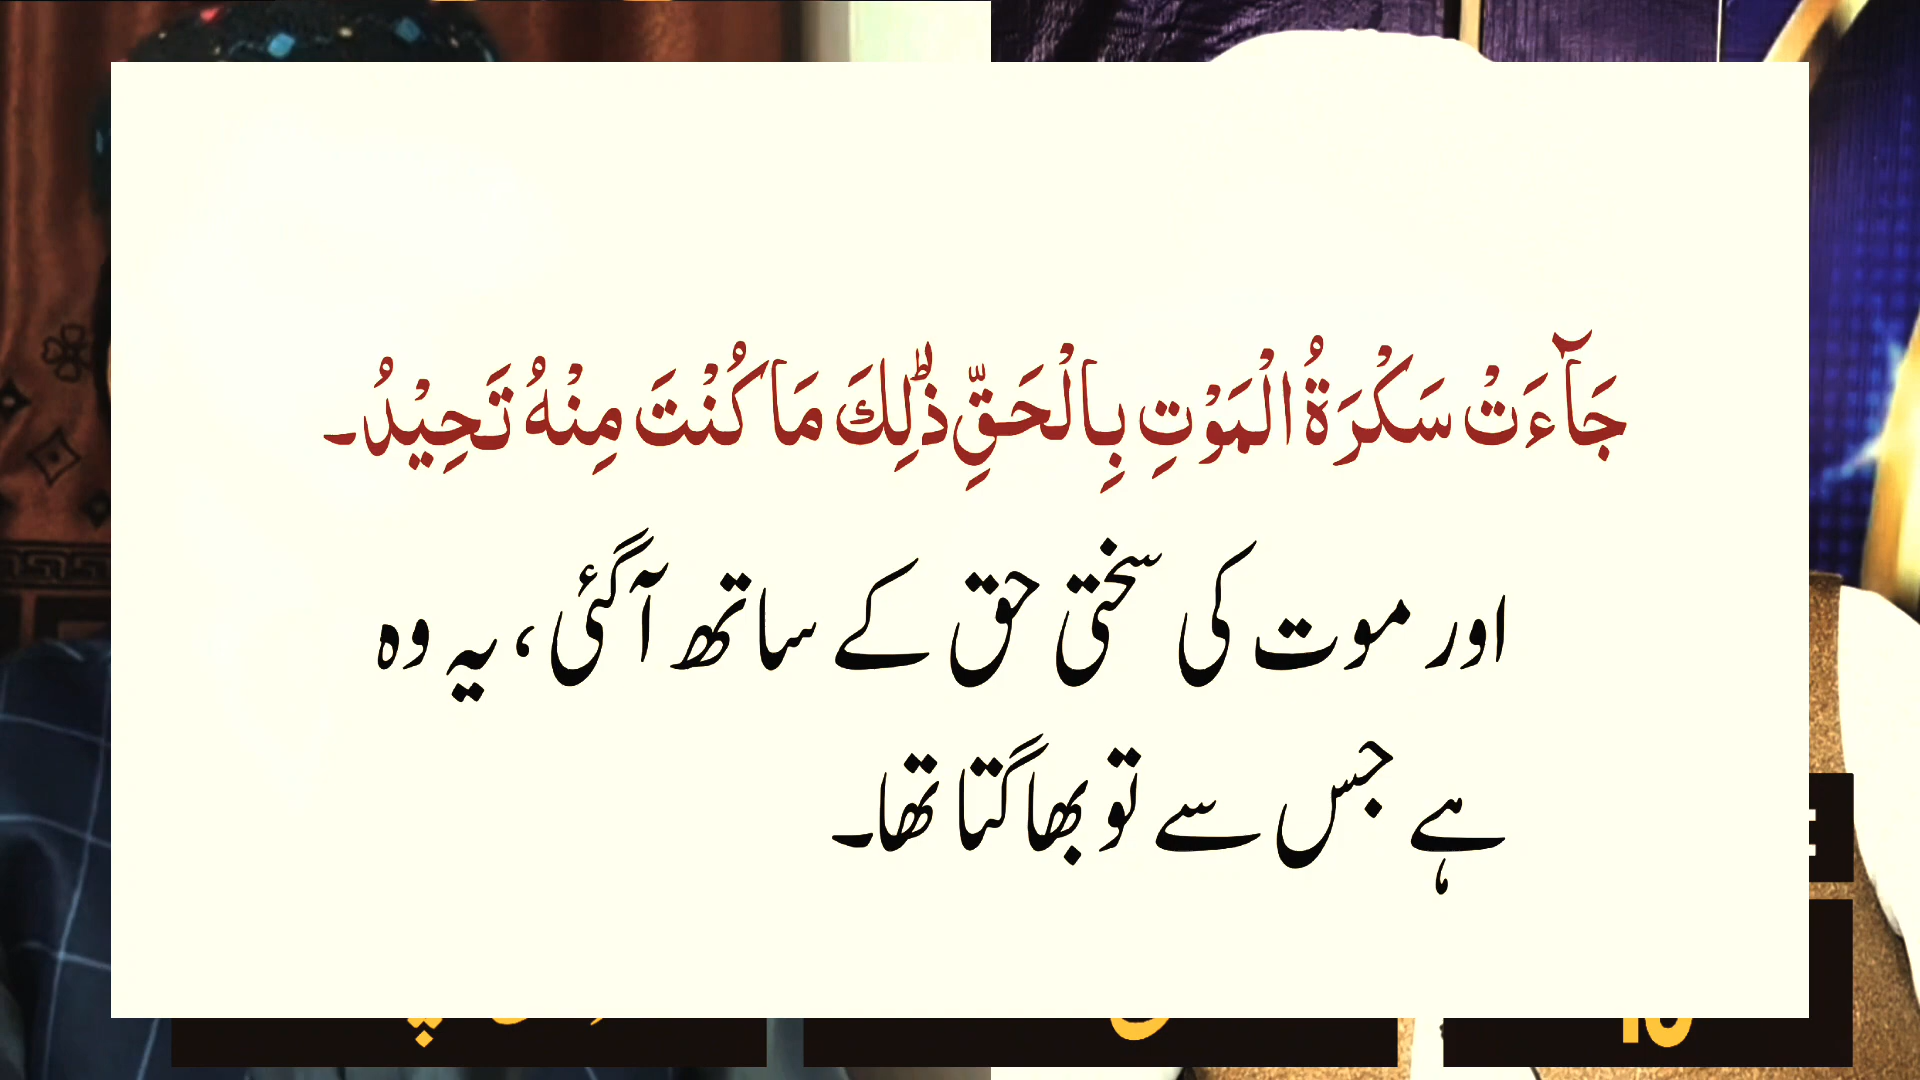 جَآءَتْ سَكْرَةُ الْمَوْتِ بِالْحَقِّ ذٰلِكَ مَا كُنْتَ مِنْهُ تَحِيْدُ۔
اور موت کی سختی حق کے ساتھ آگئی، یہ وہ
ہے جس سے تو بھاگتا تھا۔